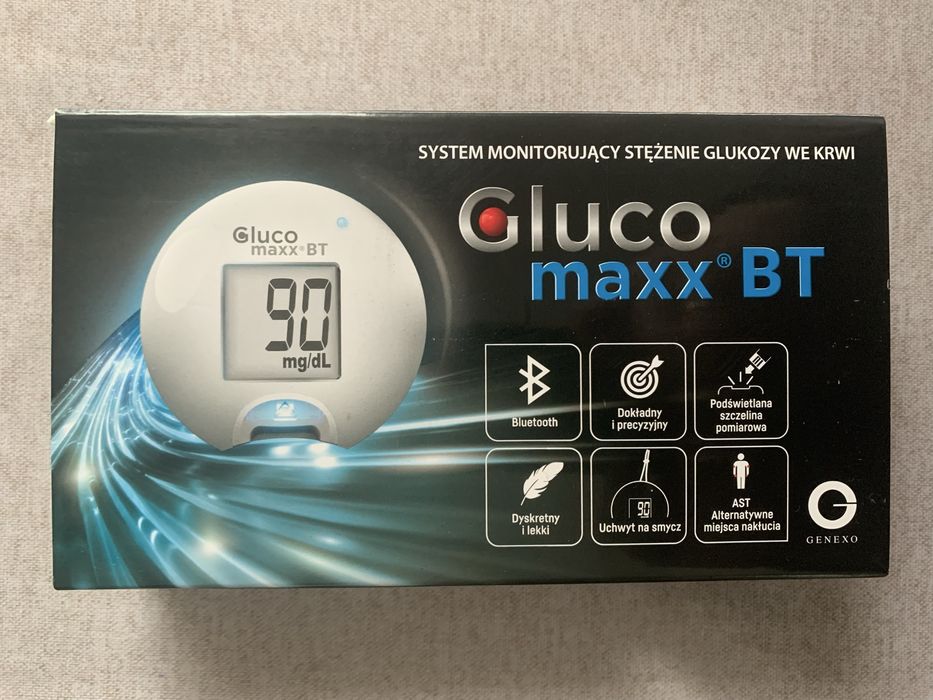 SYSTEM MONITORUJĄCY STĘŻENIE GLUKOZY WE KRWI
Gluco
maxx® BT
Gluco
maxx® BT
90
mg/dL
Bluetooth
Dokładny
i precyzyjny
Podświetlana
szczelina
pomiarowa
Dyskretny
i lekki
90
Uchwyt na smycz
AST
Alternatywne
miejsca nakłucia
G
GENEXO